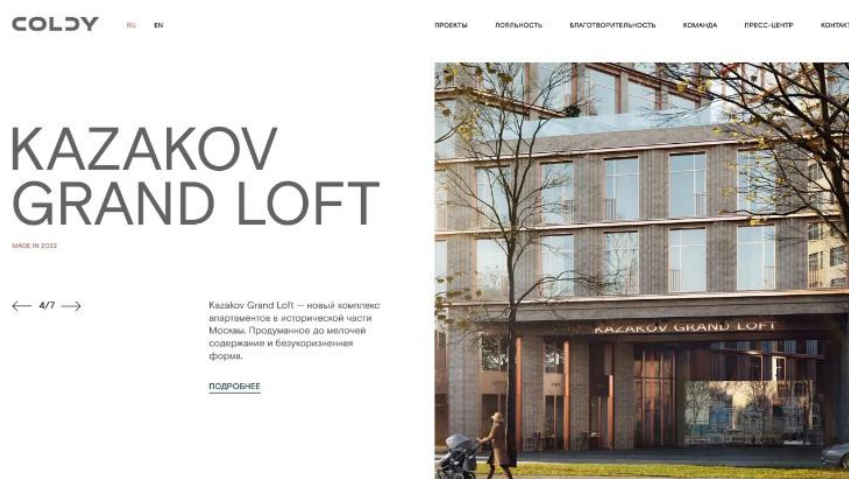 COLDY
RU EN
ПРОЕКТЫ ЛОЯЛЬНОСТЬ БЛАГОТВОРИТЕЛЬНОСТЬ КОМАНДА ПРЕСС-ЦЕНТР КОНТАКТ
KAZAKOV
GRAND LOFT
MADE IN 2022
4/7
Kazakov Grand Loft — новый комплекс
апартаментов в исторической части
Москвы. Продуманное до мелочей
содержание и безукоризненная
форма.
ПОДРОБНЕЕ
KAZAKOV GRAND LOFT